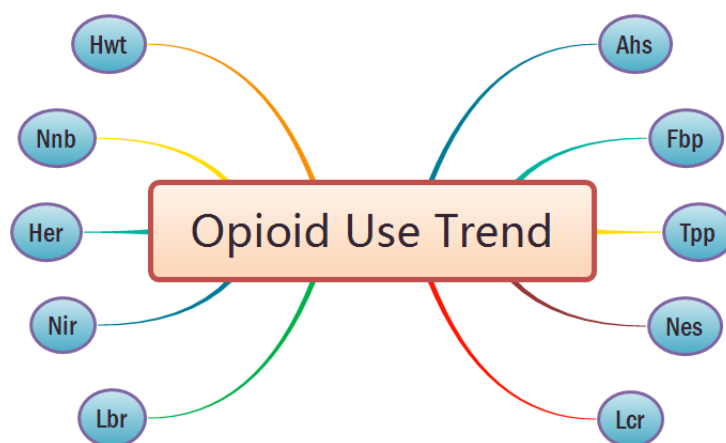 Hwt
Ahs
Nnb
Fbp
Opioid Use Trend
Her
Tpp
Nir
Nes
Lbr
Lcr